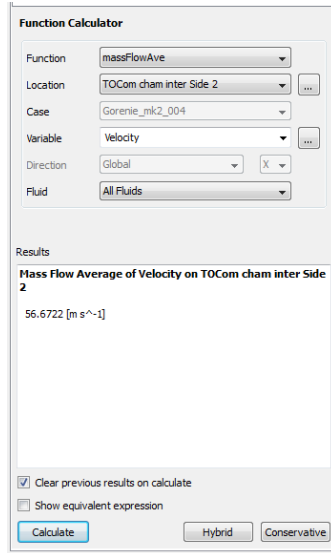 Function Calculator
Function massFlowAve
Location TOCom cham inter Side 2 ...
Case Gorenie_mk2_004
Variable Velocity ...
Direction Global X
Fluid All Fluids
Results
Mass Flow Average of Velocity on TOCom cham inter Side
2
56.6722 [m s^-1]
Clear previous results on calculate
Show equivalent expression
Calculate Hybrid Conservative